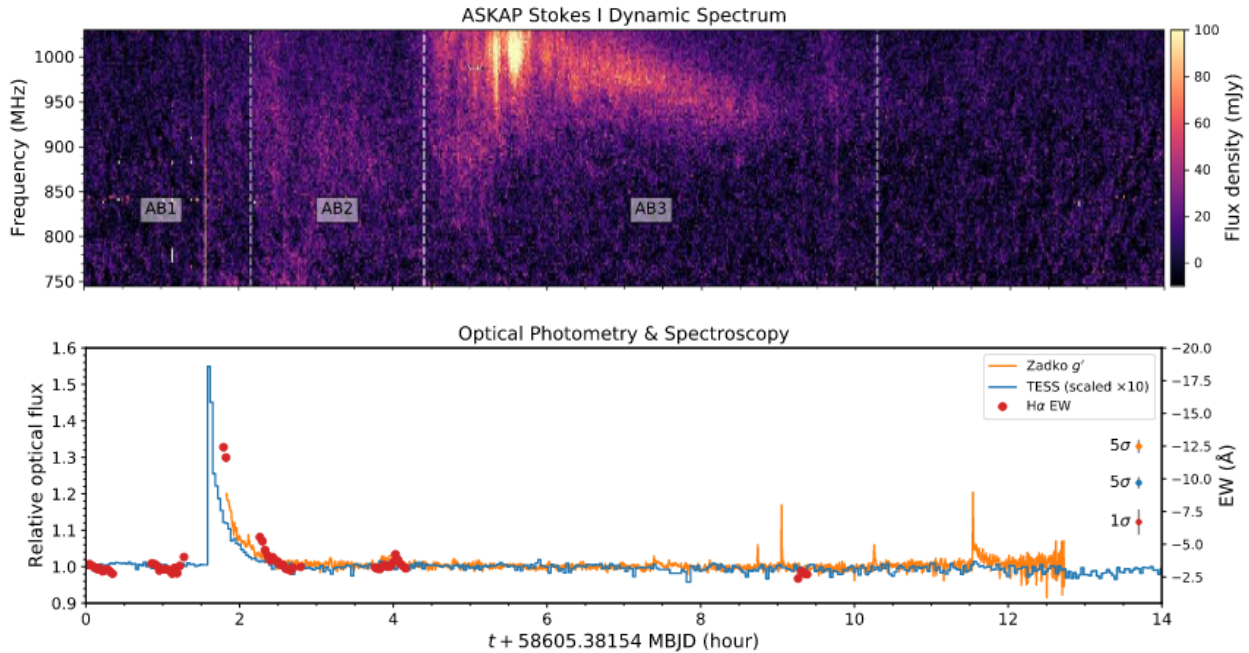 ASKAP Stokes I Dynamic Spectrum
Frequency (MHz)
1000
950
900
850
800
750
AB1
AB2
AB3
100
80
60
40
20
0
Flux density (mJy)
Optical Photometry & Spectroscopy
Relative optical flux
1.6
1.5
1.4
1.3
1.2
1.1
1.0
0.9
Zadko g′
TESS (scaled ×10)
Hα EW
5σ
5σ
1σ
−20.0
−17.5
−15.0
−12.5
−10.0
−7.5
−5.0
−2.5
EW (Å)
0 2 4 6 8 10 12 14
t + 58605.38154 MBJD (hour)